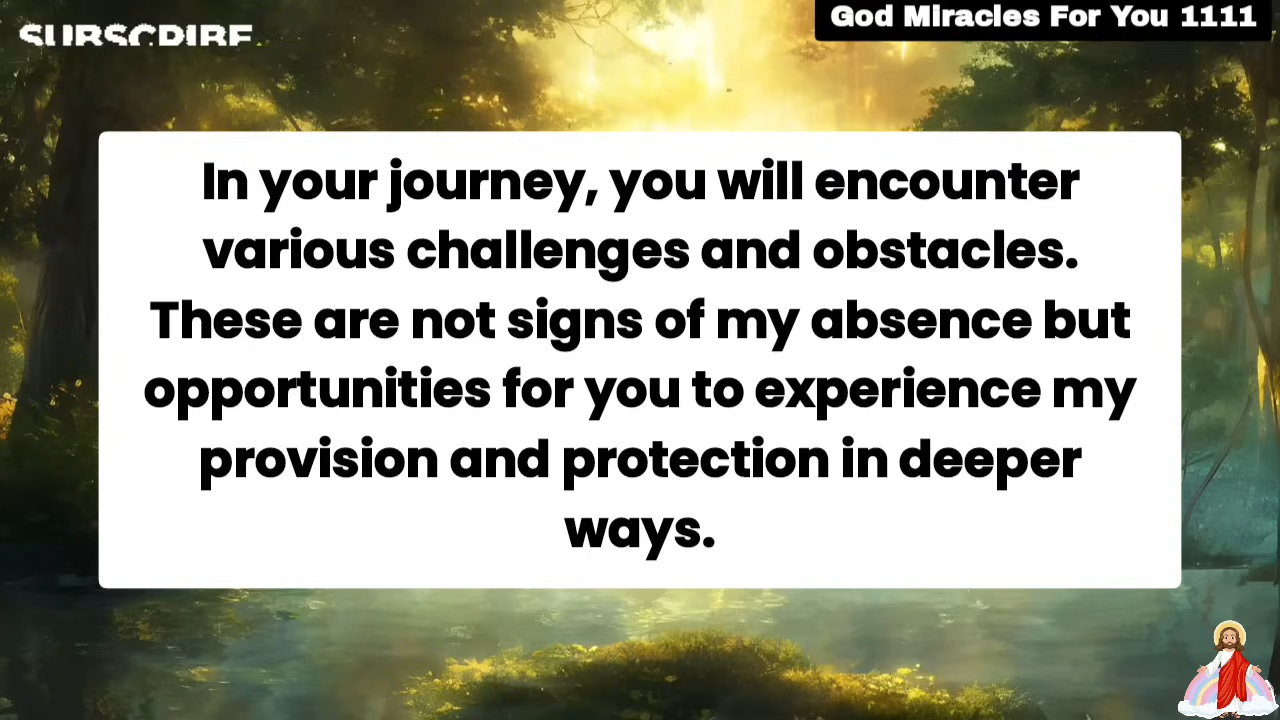 SUBSCRIBE
God Miracles For You 1111
In your journey, you will encounter
various challenges and obstacles.
These are not signs of my absence but
opportunities for you to experience my
provision and protection in deeper
ways.